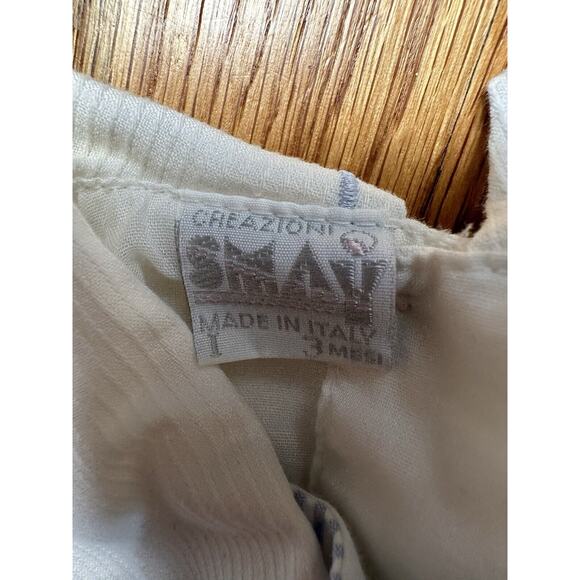 CREAZIONI
SMAY
MADE IN ITALY
I 3 MESI